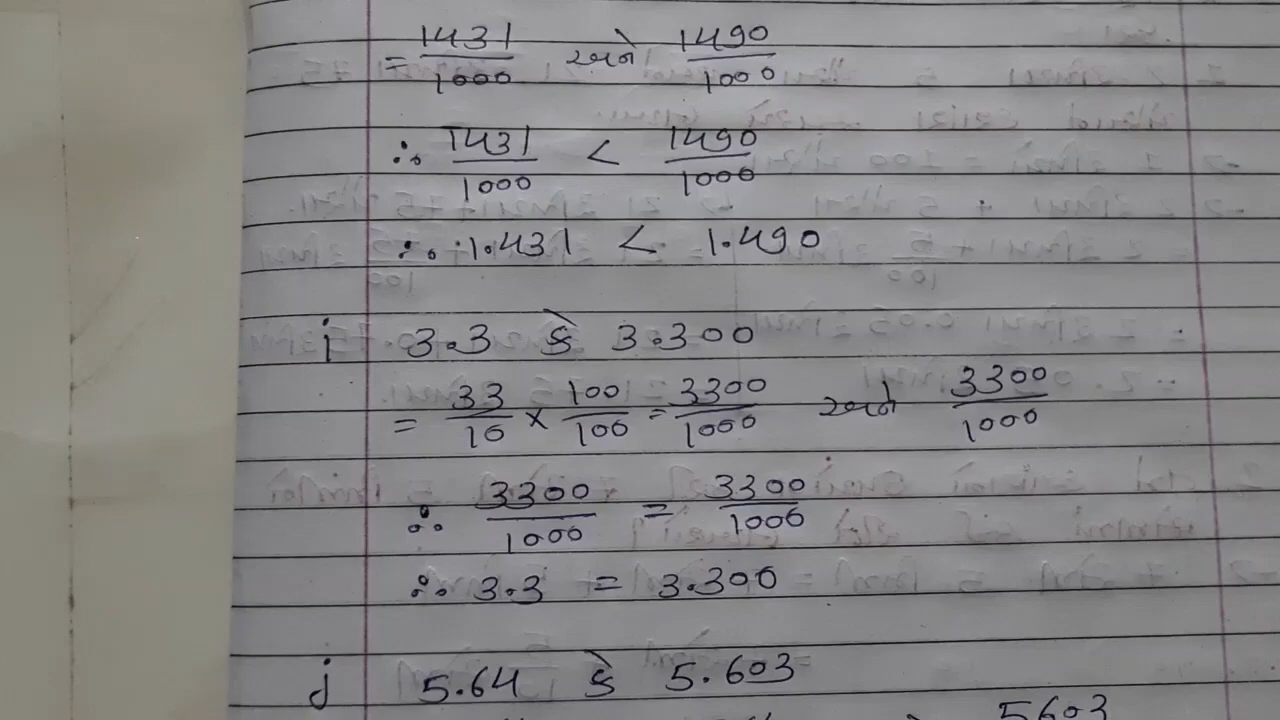 = 1431/1000 અને 1490/1000
∴ 1431/1000 < 1490/1000
∴ 1.431 < 1.490
i 3.3 કે 3.300
= 33/10 × 100/100 = 3300/1000 અને 3300/1000
∴ 3300/1000 = 3300/1000
∴ 3.3 = 3.300
j 5.64 કે 5.603
5603